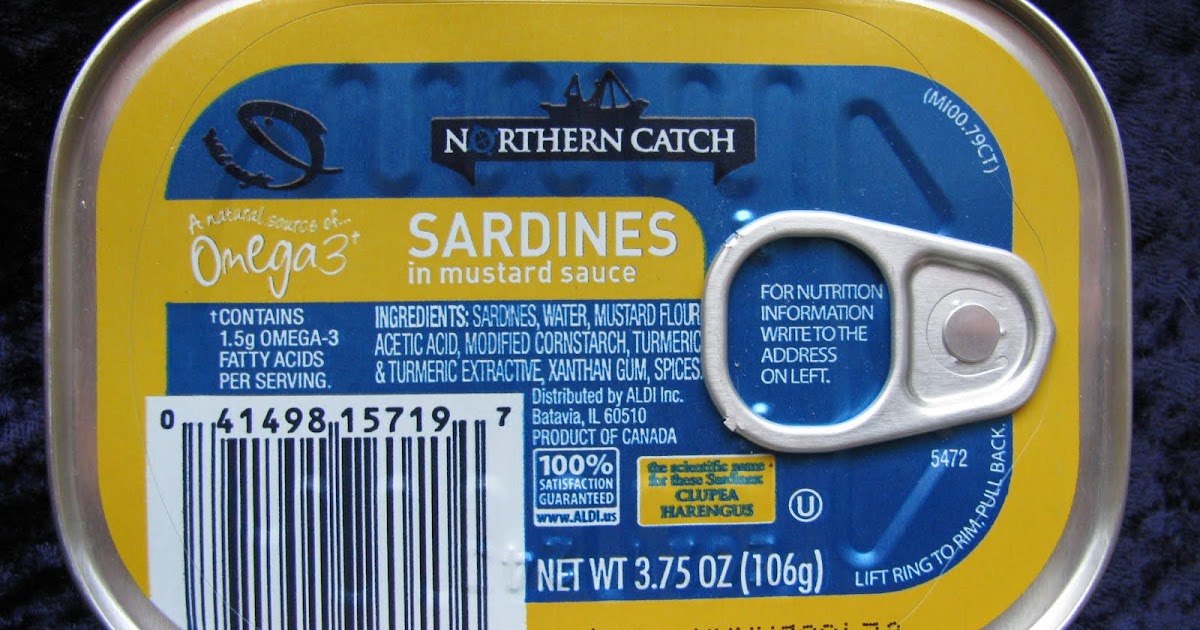 NORTHERN CATCH
(MI00.79CT)
A natural source of...
Omega3†
SARDINES
in mustard sauce
†CONTAINS
1.5g OMEGA-3
FATTY ACIDS
PER SERVING.
INGREDIENTS: SARDINES, WATER, MUSTARD FLOUR
ACETIC ACID, MODIFIED CORNSTARCH, TURMERIC
& TURMERIC EXTRACTIVE, XANTHAN GUM, SPICES.
FOR NUTRITION
INFORMATION
WRITE TO THE
ADDRESS
ON LEFT.
Distributed by ALDI Inc.
Batavia, IL 60510
PRODUCT OF CANADA
0 41498 15719 7
100%
SATISFACTION
GUARANTEED
www.ALDI.us
the scientific name
for these Sardines:
CLUPEA
HARENGUS
U
5472
LIFT RING TO RIM, PULL BACK.
NET WT 3.75 OZ (106g)